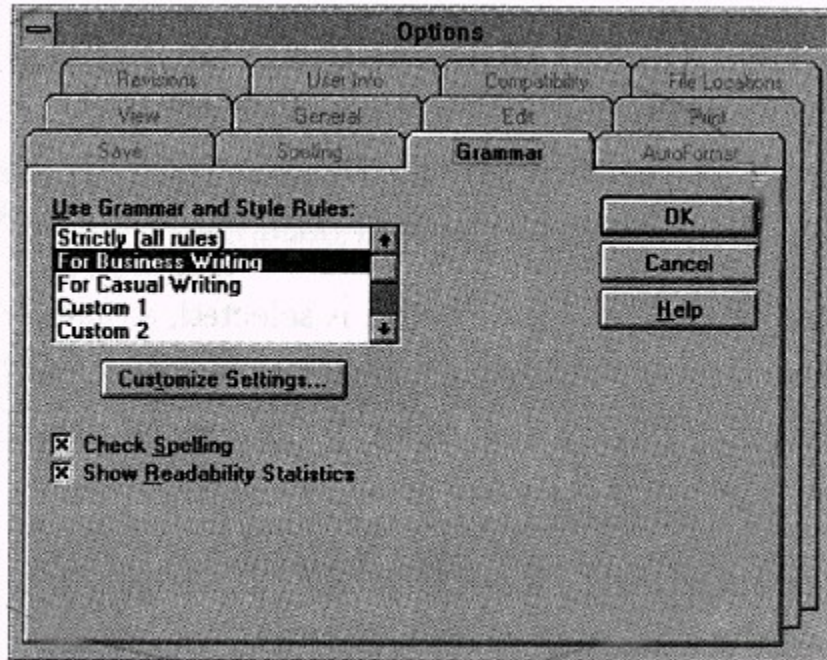 Options
Revisions User Info Compatibility File Locations
View General Edit Print
Save Spelling Grammar AutoFormat
Use Grammar and Style Rules:
Strictly (all rules)
For Business Writing
For Casual Writing
Custom 1
Custom 2
Customize Settings...
Check Spelling
Show Readability Statistics
OK
Cancel
Help